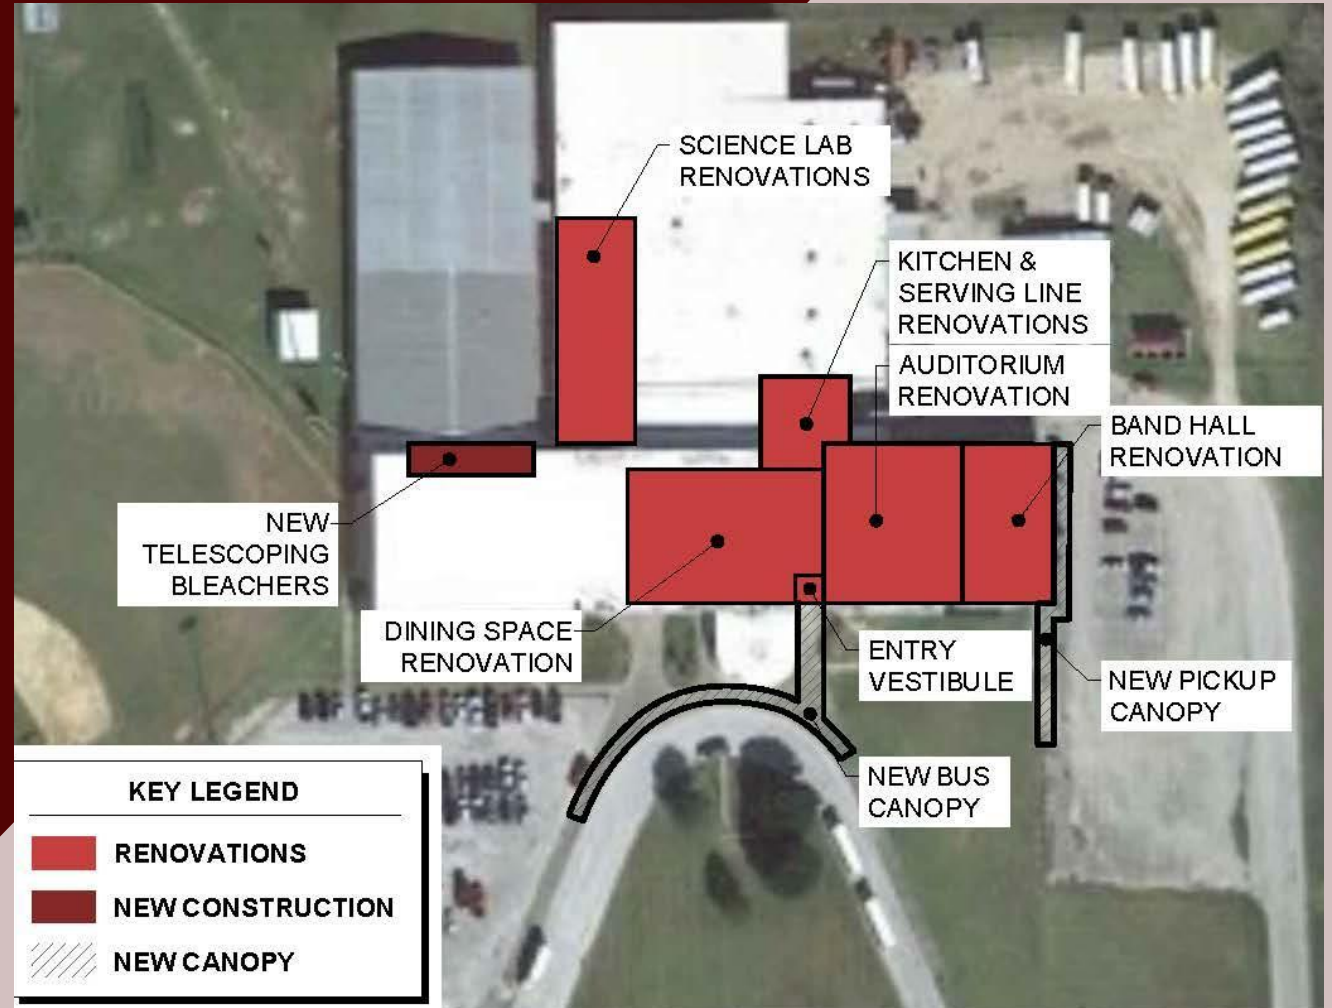 SCIENCE LAB
RENOVATIONS
KITCHEN &
SERVING LINE
RENOVATIONS
AUDITORIUM
RENOVATION
BAND HALL
RENOVATION
NEW
TELESCOPING
BLEACHERS
DINING SPACE
RENOVATION
ENTRY
VESTIBULE
NEW PICKUP
CANOPY
NEW BUS
CANOPY
KEY LEGEND
RENOVATIONS
NEW CONSTRUCTION
NEW CANOPY